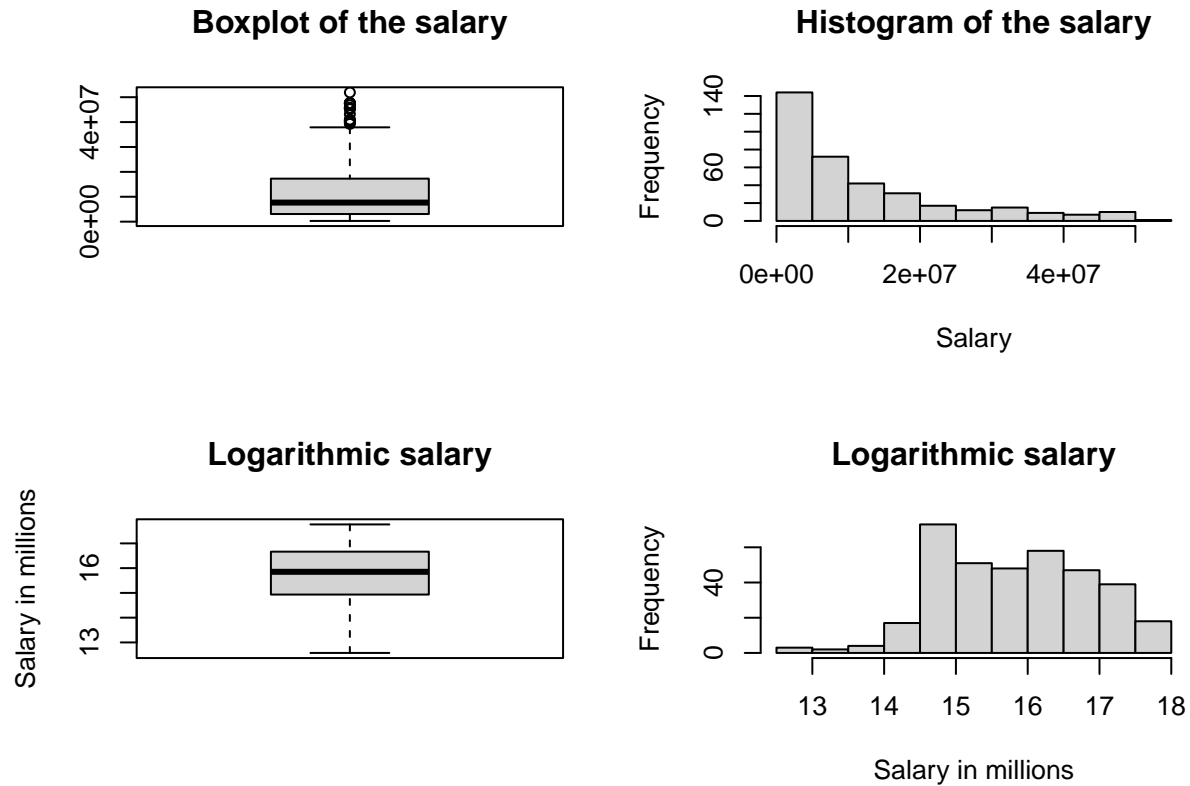 Boxplot of the salary
0e+00 4e+07
Histogram of the salary
Frequency
0 60 140
0e+00 2e+07 4e+07
Salary
Logarithmic salary
Salary in millions
13 16
Logarithmic salary
Frequency
0 40
13 14 15 16 17 18
Salary in millions